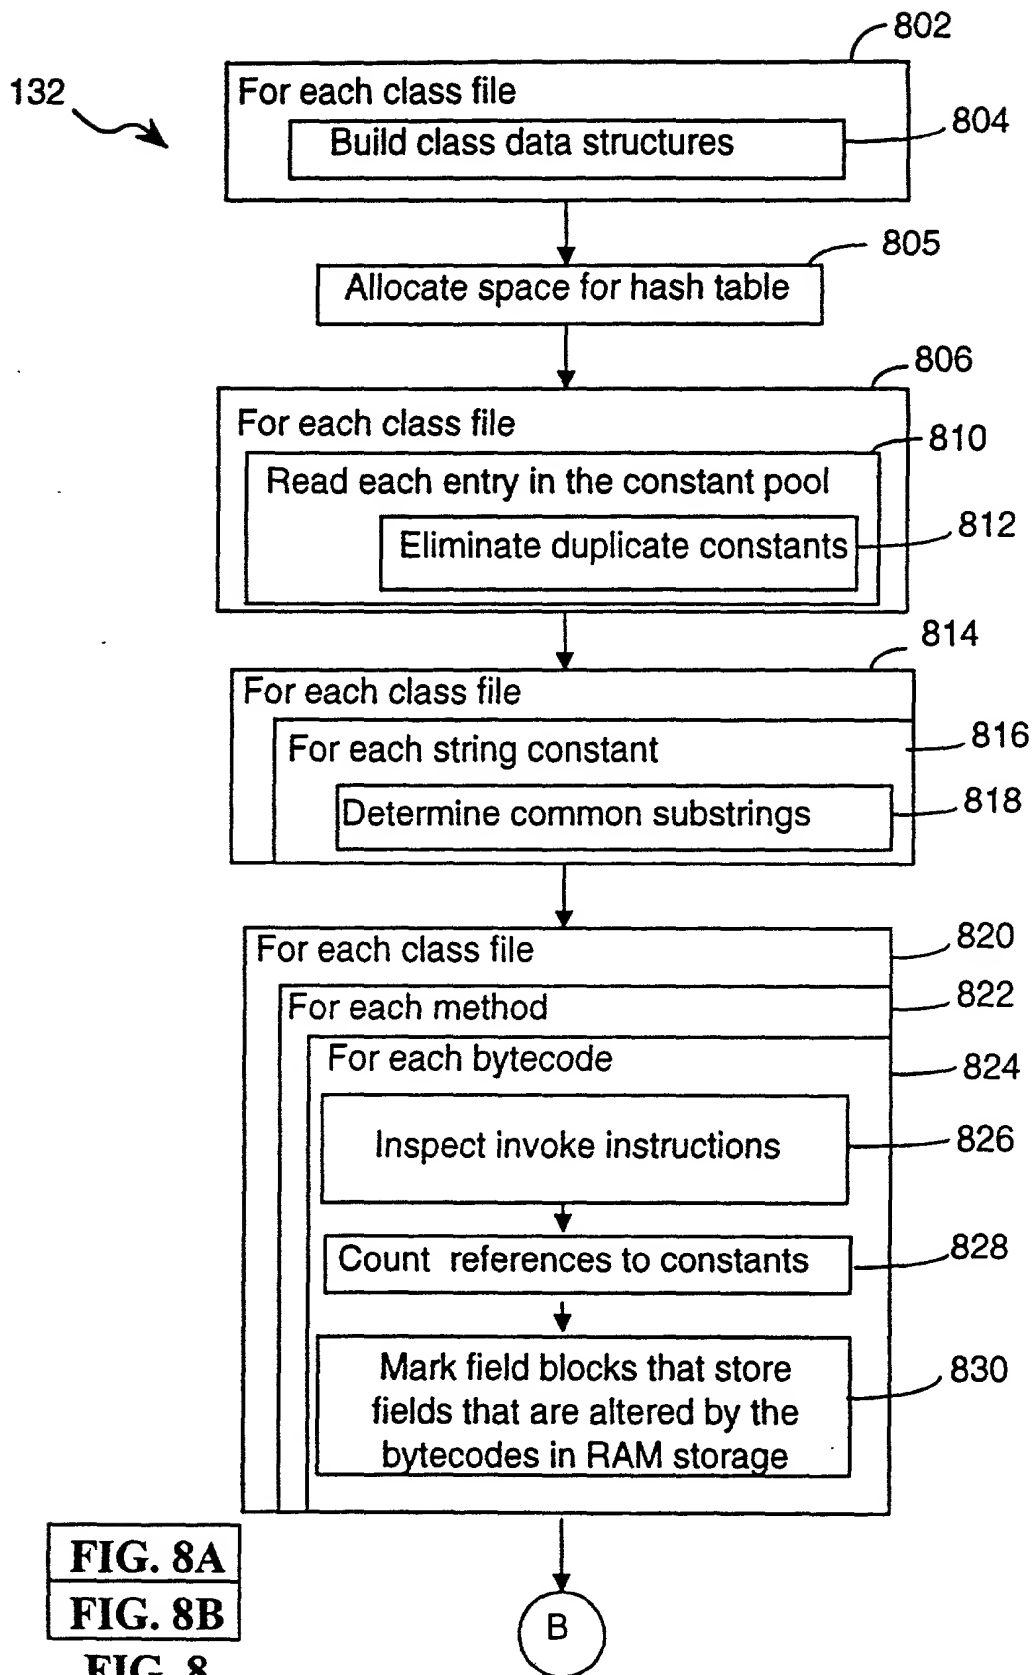 802
132
For each class file
Build class data structures
804
805
Allocate space for hash table
806
For each class file
810
Read each entry in the constant pool
Eliminate duplicate constants
812
814
For each class file
For each string constant
816
Determine common substrings
818
For each class file
820
For each method
822
For each bytecode
824
Inspect invoke instructions
826
Count references to constants
828
Mark field blocks that store
fields that are altered by the
bytecodes in RAM storage
830
FIG. 8A
FIG. 8B
FIG. 8
B